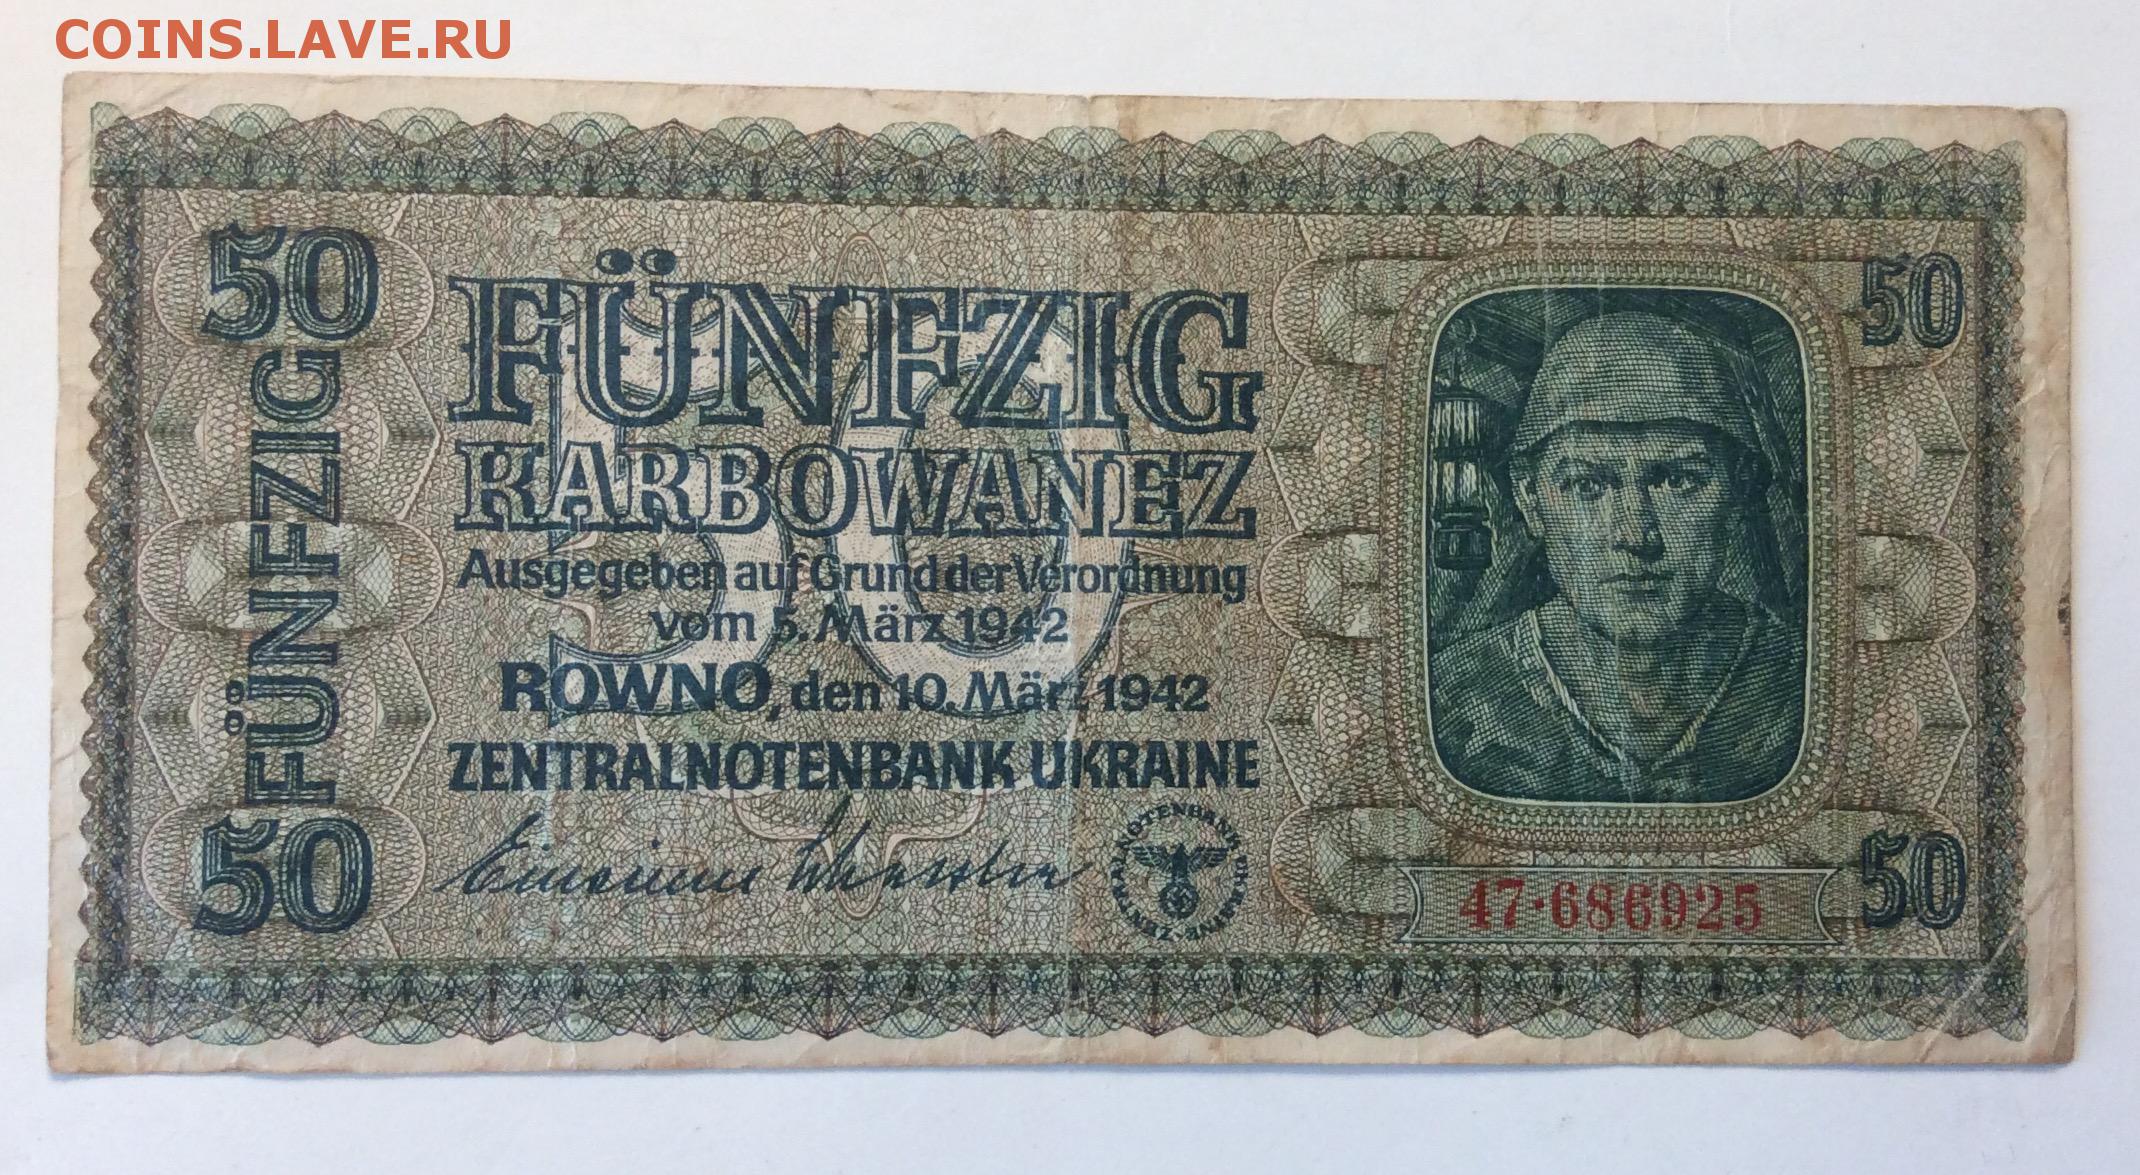 COINS.LAVE.RU
50
FÜNFZIG
50
FÜNFZIG
KARBOWANEZ
Ausgegeben auf Grund der Verordnung
vom 5. März 1942
ROWNO, den 10. März 1942
ZENTRALNOTENBANK UKRAINE
50
50
50
47·686925